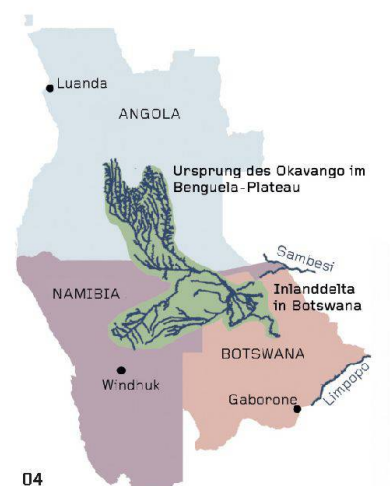 Luanda
ANGOLA
Ursprung des Okavango im
Benguela-Plateau
Sambesi
NAMIBIA
Inlanddelta
in Botswana
BOTSWANA
Windhuk
Gaborone
Limpopo
04